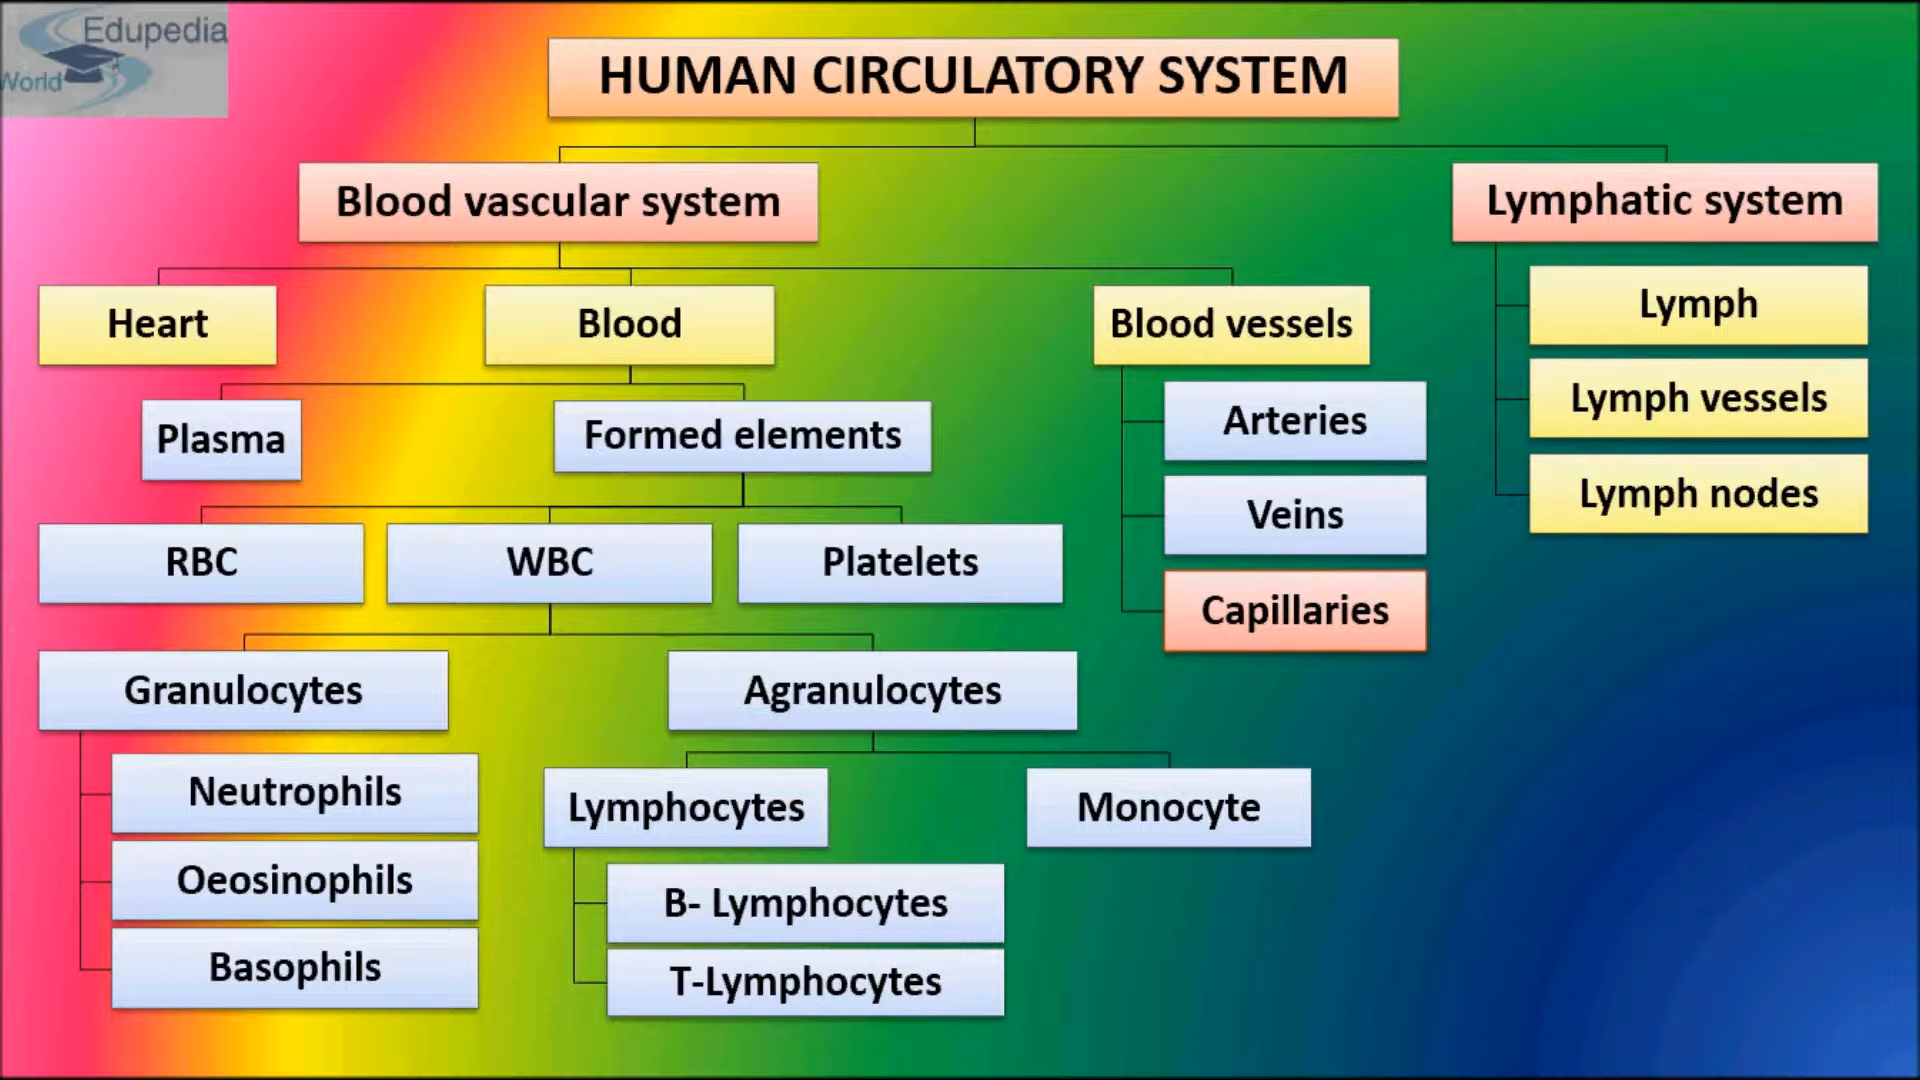 Edupedia
World
HUMAN CIRCULATORY SYSTEM
Blood vascular system
Lymphatic system
Heart
Blood
Blood vessels
Lymph
Lymph vessels
Lymph nodes
Plasma
Formed elements
Arteries
Veins
Capillaries
RBC
WBC
Platelets
Granulocytes
Agranulocytes
Neutrophils
Oeosinophils
Basophils
Lymphocytes
Monocyte
B- Lymphocytes
T-Lymphocytes